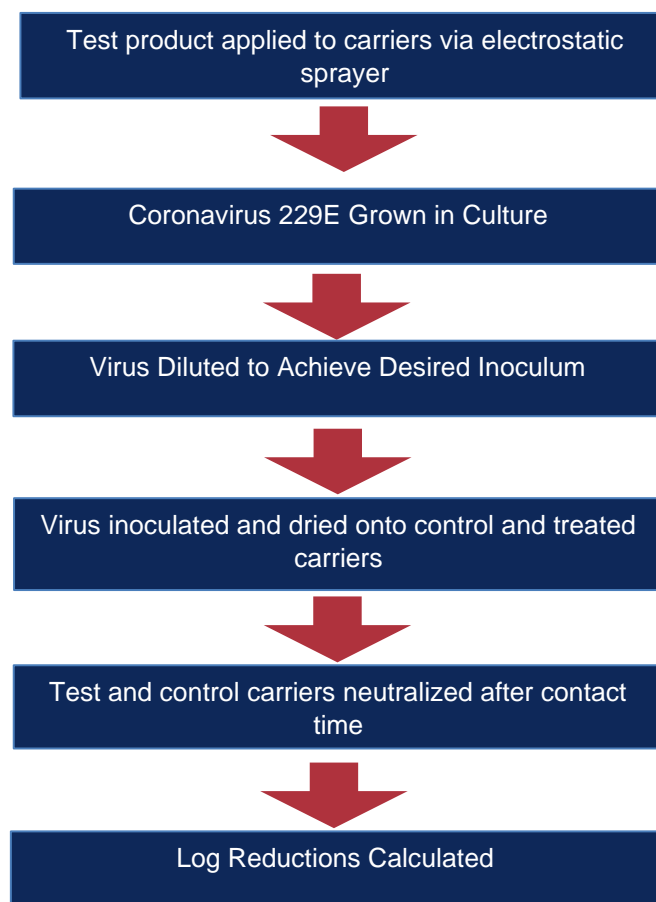 Test product applied to carriers via electrostatic
sprayer
Coronavirus 229E Grown in Culture
Virus Diluted to Achieve Desired Inoculum
Virus inoculated and dried onto control and treated
carriers
Test and control carriers neutralized after contact
time
Log Reductions Calculated